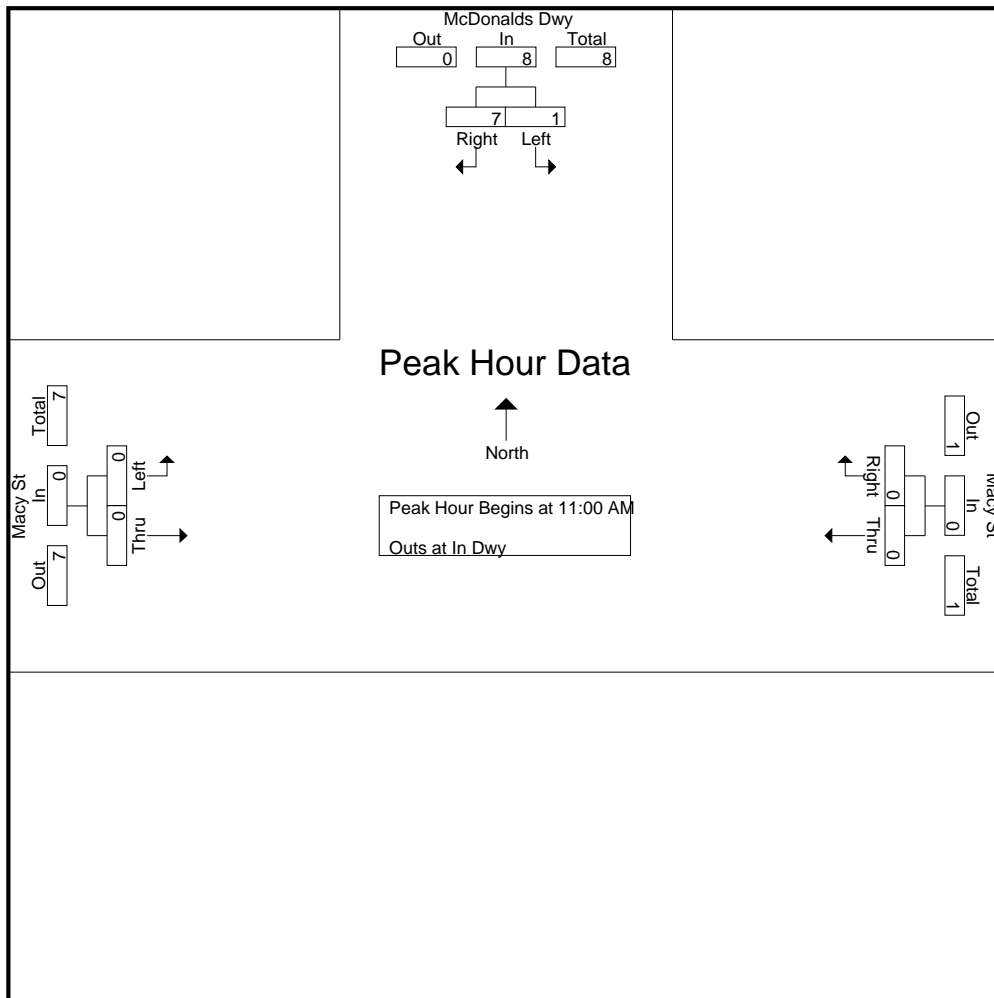 McDonalds Dwy
Out In Total
0 8 8
7 1
Right Left
Peak Hour Data
North
Peak Hour Begins at 11:00 AM
Outs at In Dwy
Macy St
Out In Total
7 0 7
0 0
Left
Thru
Macy St
Out In Total
1 0 1
0 0
Right
Thru